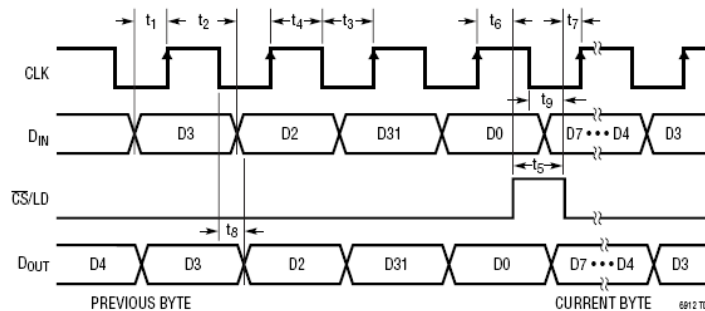 t1 t2 t4 t3 t6 t7
CLK
t9
DIN D3 D2 D31 D0 D7 ••• D4 D3
t5
CS/LD
t8
DOUT D4 D3 D2 D31 D0 D7 ••• D4 D3
PREVIOUS BYTE CURRENT BYTE